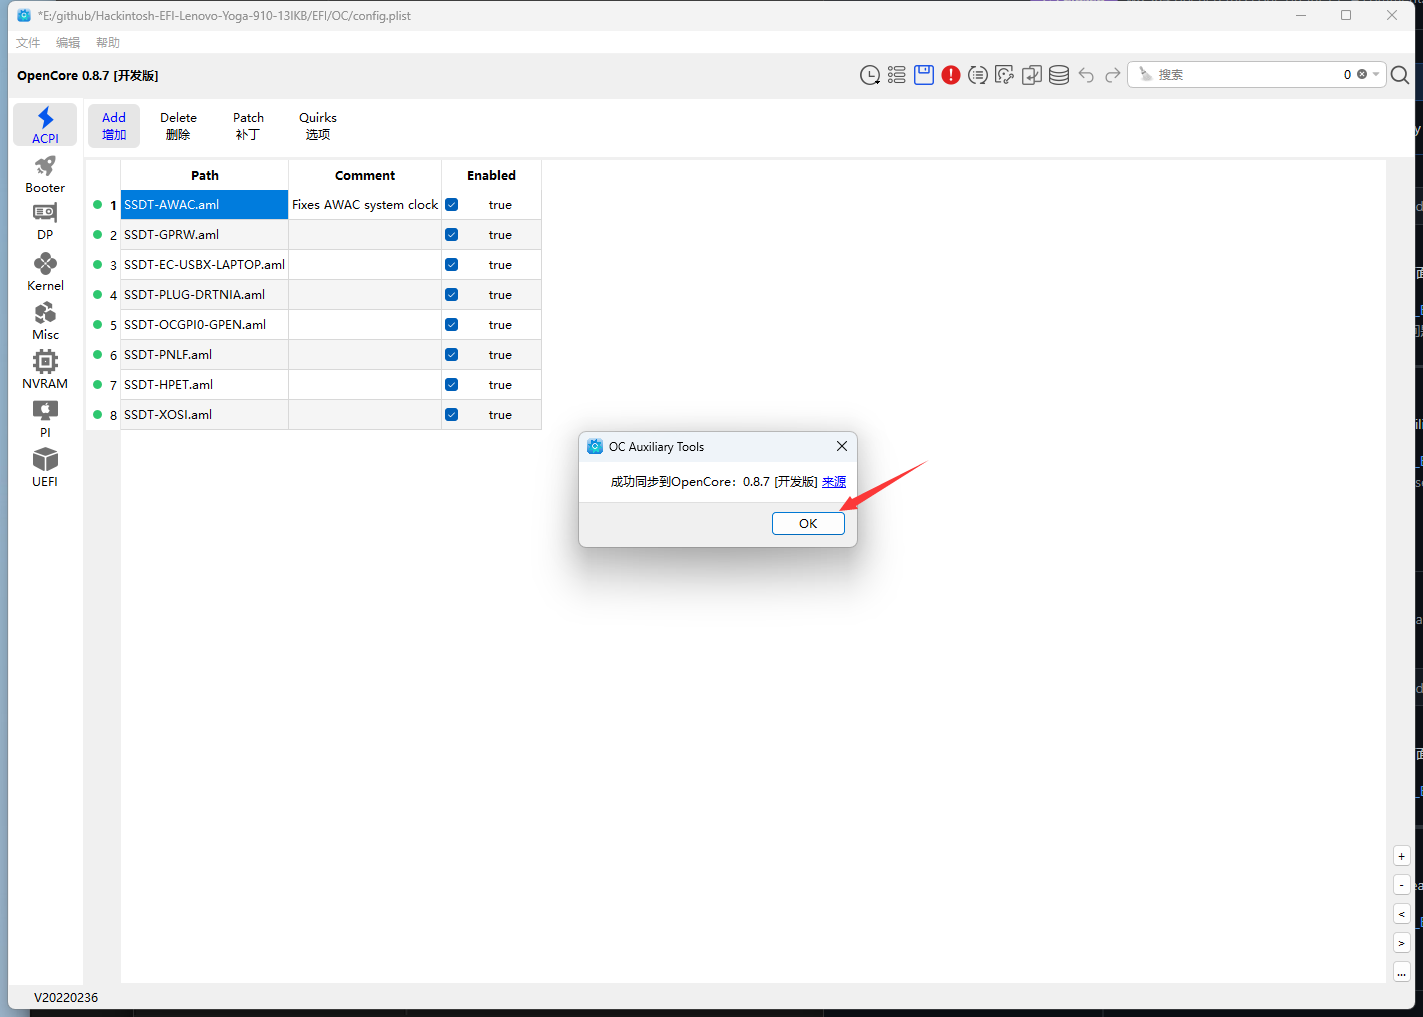 *E:/github/Hackintosh-EFI-Lenovo-Yoga-910-13IKB/EFI/OC/config.plist
文件 编辑 帮助
OpenCore 0.8.7 [开发版]
搜索 0
ACPI
Booter
DP
Kernel
Misc
NVRAM
PI
UEFI
Add 增加
Delete 删除
Patch 补丁
Quirks 选项
Path Comment Enabled
1 SSDT-AWAC.aml Fixes AWAC system clock true
2 SSDT-GPRW.aml true
3 SSDT-EC-USBX-LAPTOP.aml true
4 SSDT-PLUG-DRTNIA.aml true
5 SSDT-OCGPI0-GPEN.aml true
6 SSDT-PNLF.aml true
7 SSDT-HPET.aml true
8 SSDT-XOSI.aml true
OC Auxiliary Tools
成功同步到OpenCore：0.8.7 [开发版] 来源
OK
+
-
<
>
...
V20220236